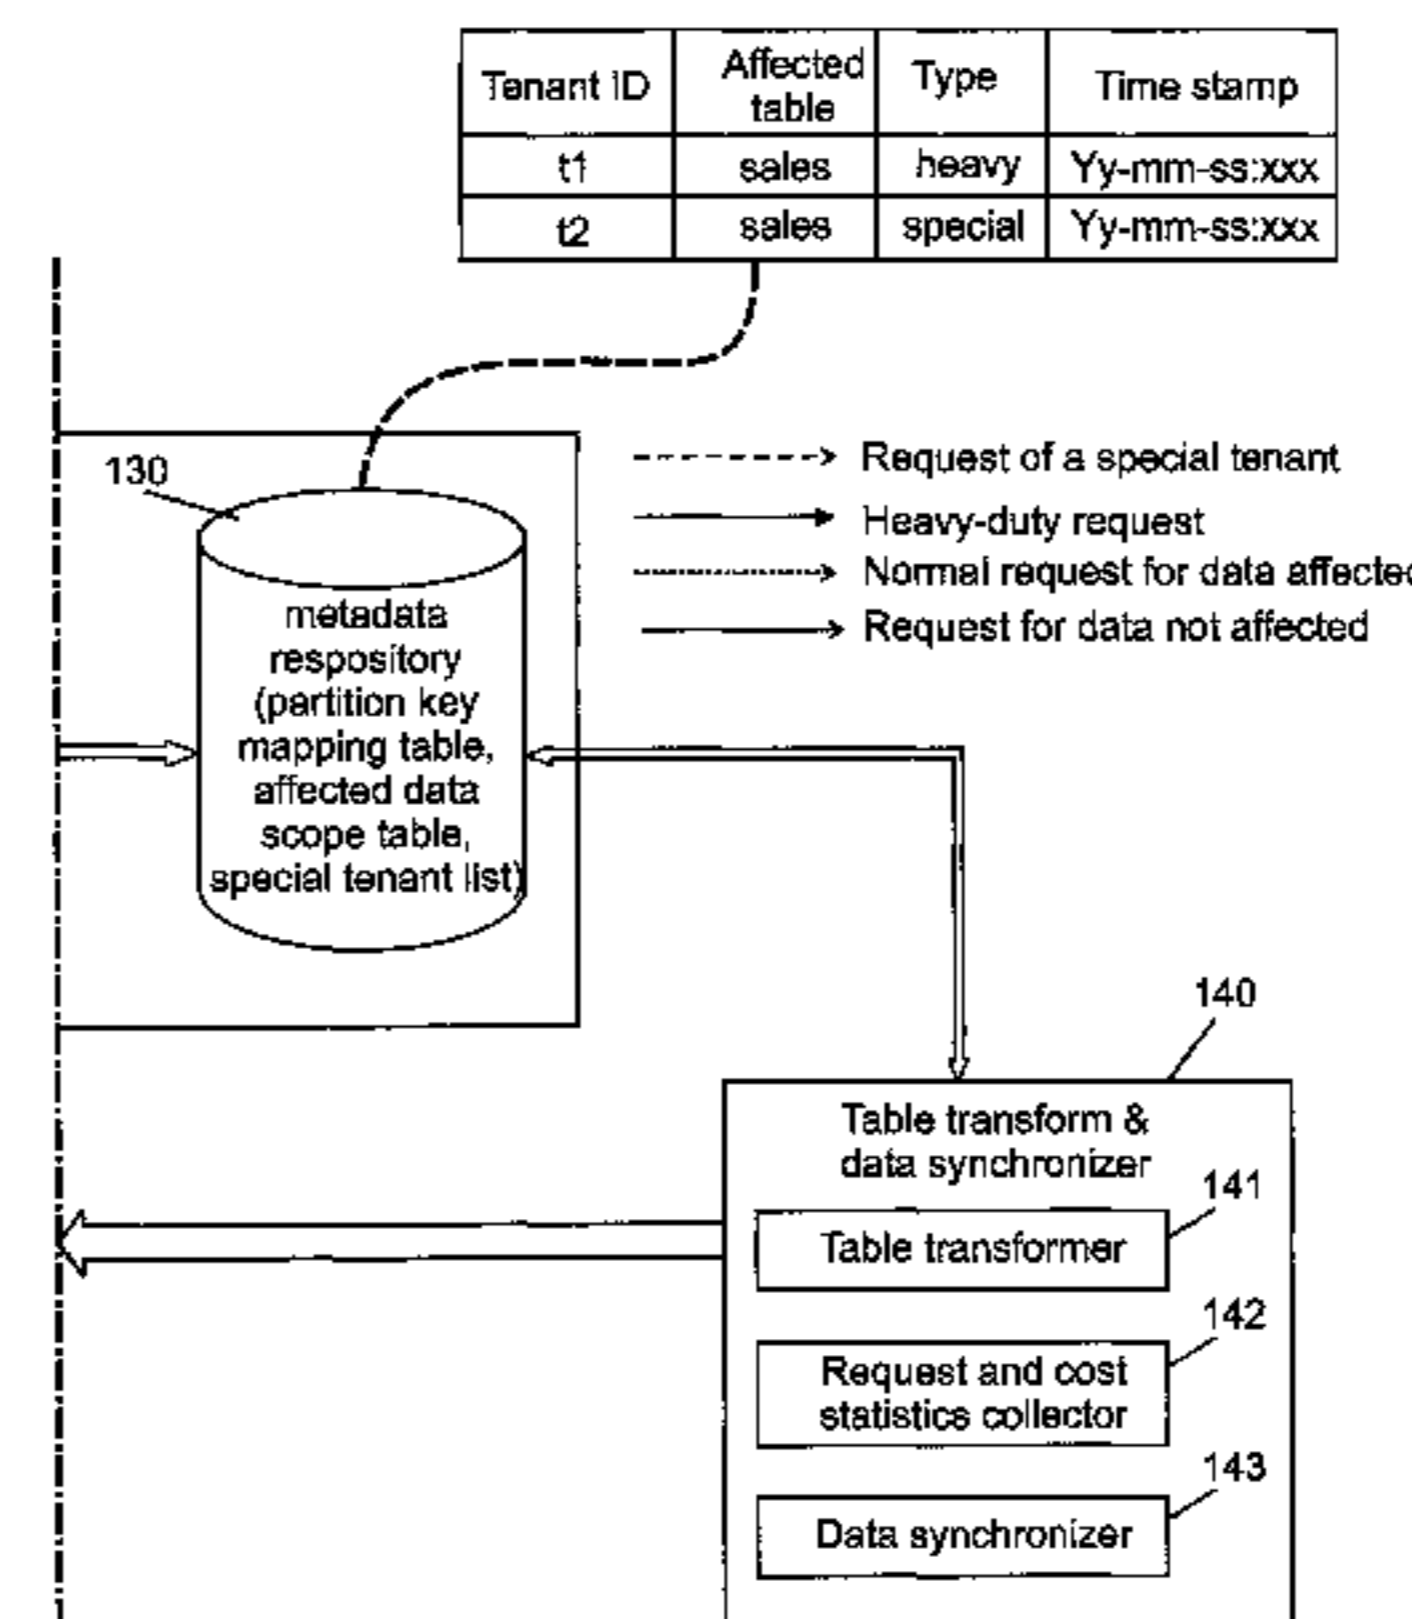 Tenant ID Affected table Type Time stamp
t1 sales heavy Yy-mm-ss:xxx
t2 sales special Yy-mm-ss:xxx
130
Request of a special tenant
Heavy-duty request
Normal request for data affected
Request for data not affected
metadata
respository
(partition key
mapping table,
affected data
scope table,
special tenant list)
140
Table transform &
data synchronizer
141
Table transformer
142
Request and cost
statistics collector
143
Data synchronizer